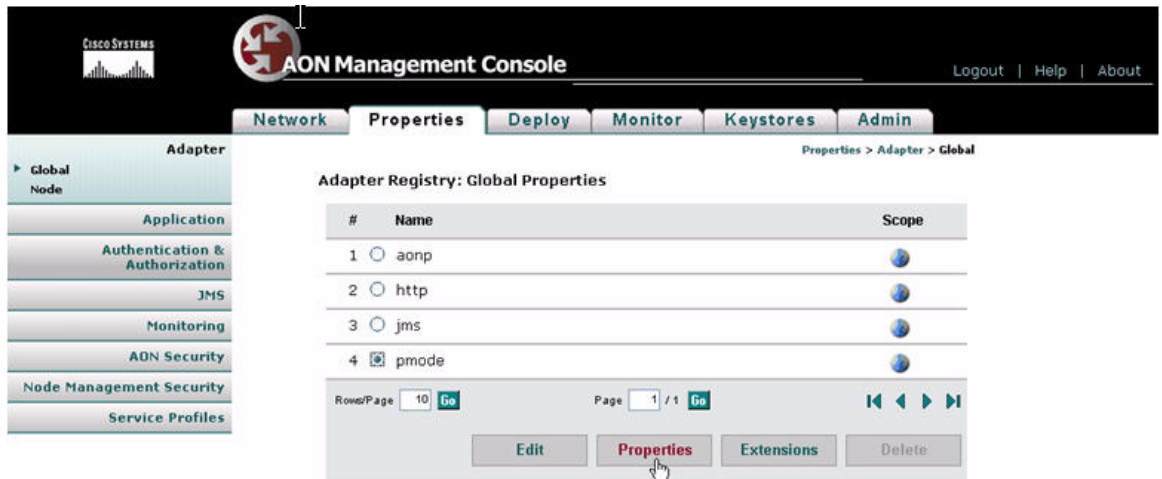 CISCO SYSTEMS
AON Management Console
Logout | Help | About
Network Properties Deploy Monitor Keystores Admin
Adapter
Global
Node
Application
Authentication &
Authorization
JMS
Monitoring
AON Security
Node Management Security
Service Profiles
Properties > Adapter > Global
Adapter Registry: Global Properties
# Name Scope
1 aonp
2 http
3 jms
4 pmode
Rows/Page 10 Go Page 1 / 1 Go
Edit Properties Extensions Delete